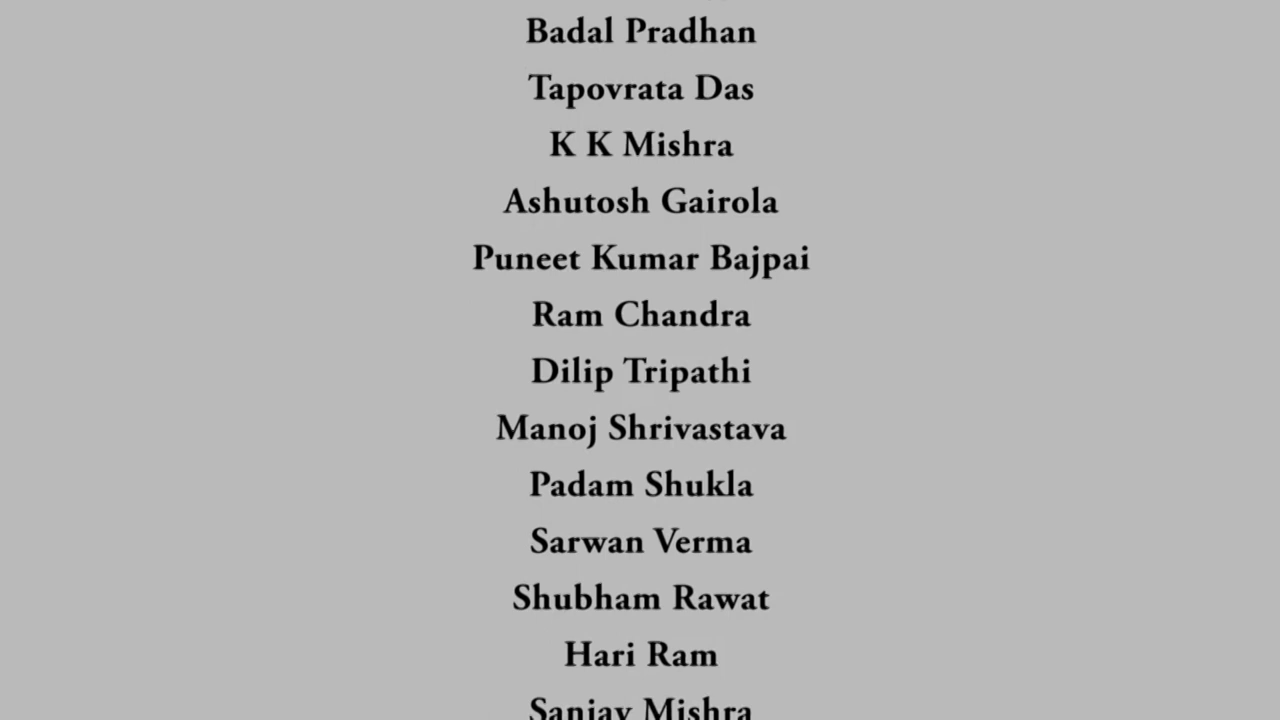 Badal Pradhan
Tapovrata Das
K K Mishra
Ashutosh Gairola
Puneet Kumar Bajpai
Ram Chandra
Dilip Tripathi
Manoj Shrivastava
Padam Shukla
Sarwan Verma
Shubham Rawat
Hari Ram
Sanjay Mishra